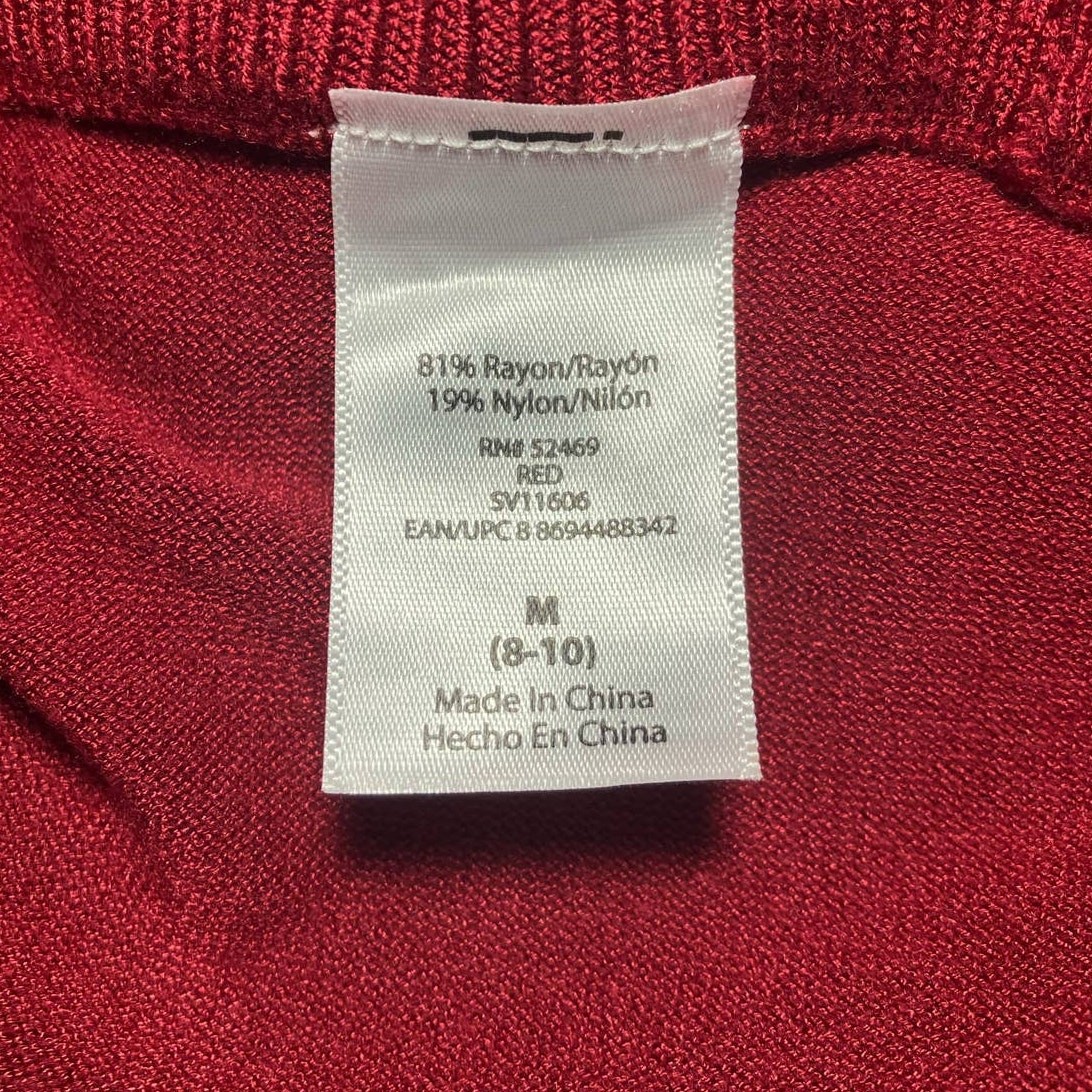 81% Rayon/Rayón
19% Nylon/Nilón
RN# 52469
RED
SV11606
EAN/UPC 8 8694488342
M
(8-10)
Made In China
Hecho En China